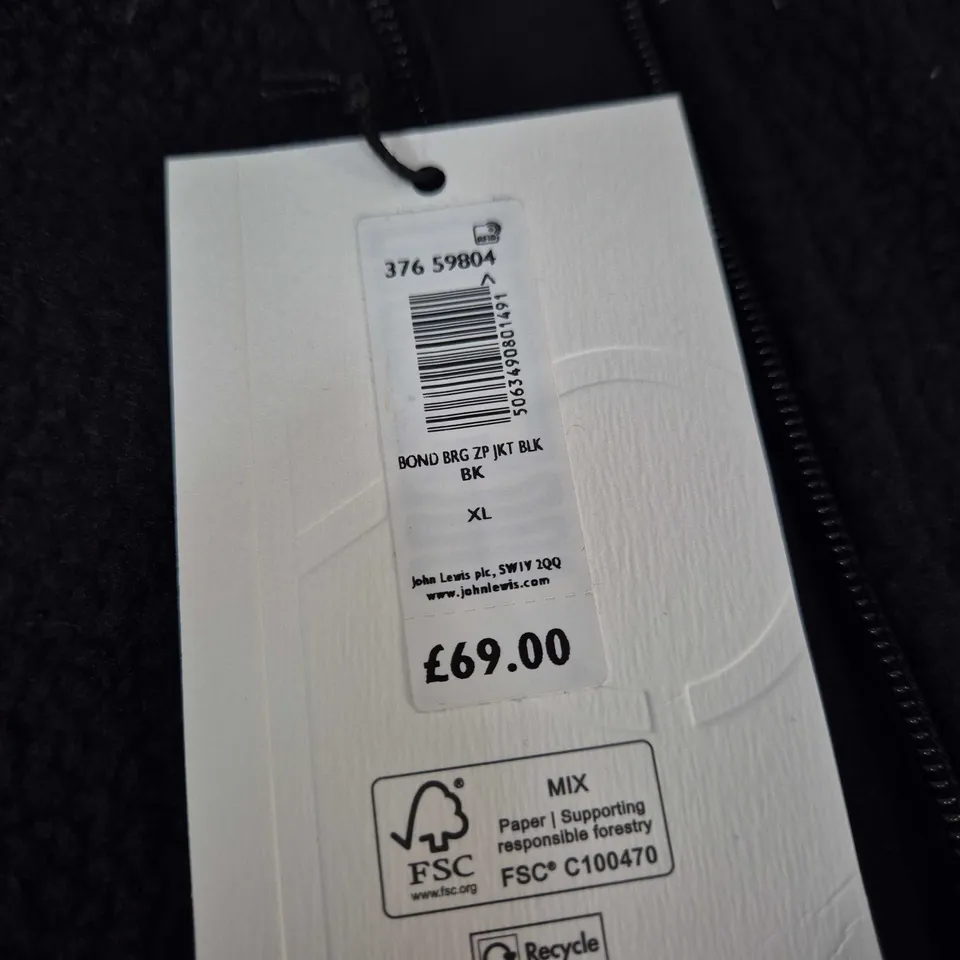 RFID
376 59804
>
5063490801491
BOND BRG ZP JKT BLK
BK
XL
John Lewis plc, SW1V 2QQ
www.johnlewis.com
£69.00
FSC®
www.fsc.org
MIX
Paper | Supporting
responsible forestry
FSC® C100470
Recycle